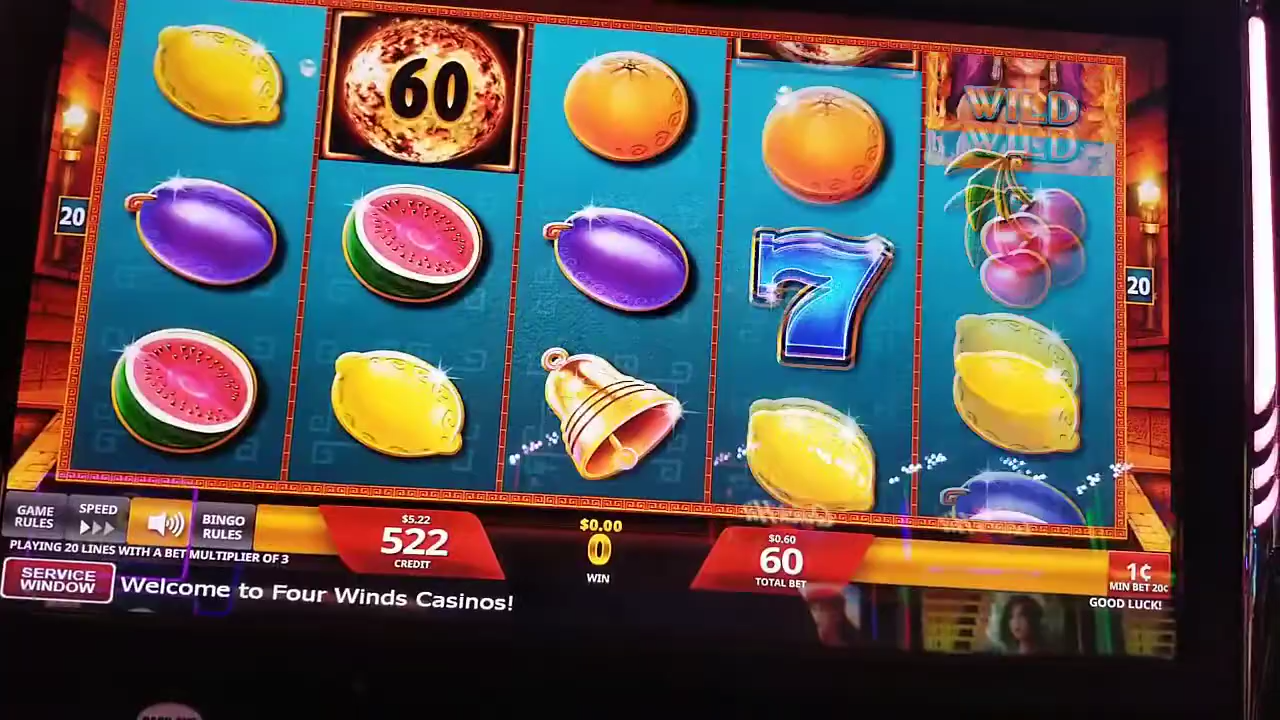 60
WILD
WILD
20
20
GAME RULES
SPEED
BINGO RULES
$5.22
522
CREDIT
$0.00
0
WIN
$0.60
60
TOTAL BET
1¢
MIN BET 20¢
PLAYING 20 LINES WITH A BET MULTIPLIER OF 3
GOOD LUCK!
SERVICE WINDOW
Welcome to Four Winds Casinos!